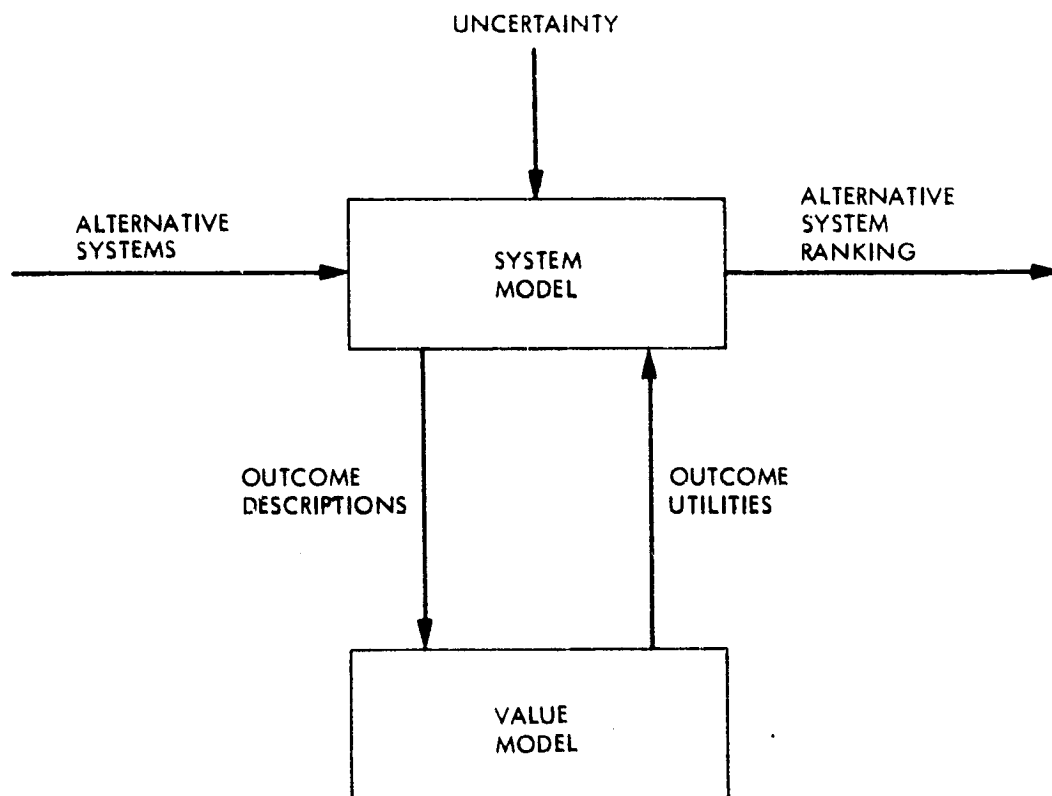 UNCERTAINTY
ALTERNATIVE
SYSTEMS
SYSTEM
MODEL
ALTERNATIVE
SYSTEM
RANKING
OUTCOME
DESCRIPTIONS
OUTCOME
UTILITIES
VALUE
MODEL